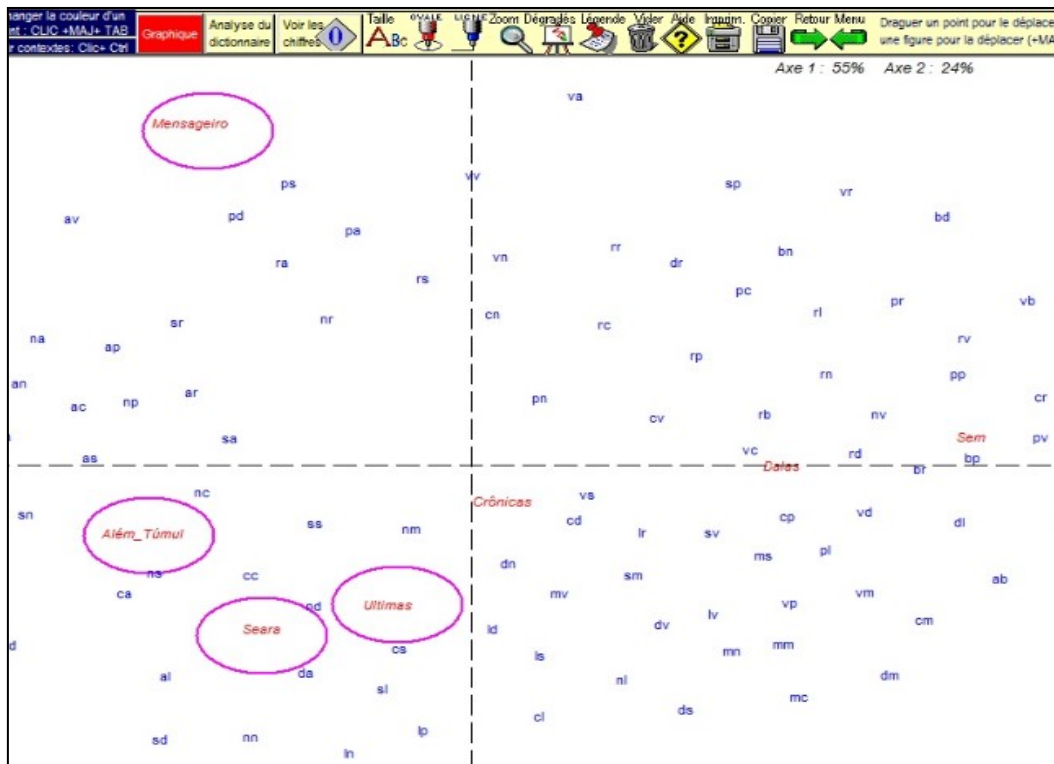 hanger la couleur d'un
nt : CLIC +MAJ+ TAB
r contextes: Clic+ Ctrl
Graphique
Analyse du
dictionnaire
Voir les
chiffres
0
Taille
ABc
OVALE
LIGNE
Zoom
Dégradés
Légende
Vider
Aide
?
Imprim.
Copier
Retour
Menu
Draguer un point pour le déplace
une figure pour la déplacer (+MA
Axe 1 : 55% Axe 2 : 24%
va
Mensageiro
ps vv sp vr
av pd pa bd
ra rs vn rr dr bn
pc pr vb
sr nr cn rc rl
na ap rp rv
an ac np ar pn rn pp cr
cv rb nv
sa Sem pv
as vc Dalas rd br bp
nc Crônicas vs
sn ss nm cd cp vd dl
Além_Túmul lr sv
ms pl
ns cc dn sm ab
ca nd Ultimas mv vp vm
Seara ld lv cm
d cs ls dv mn mm
al da sl nl dm
cl ds mc
sd nn ln lp